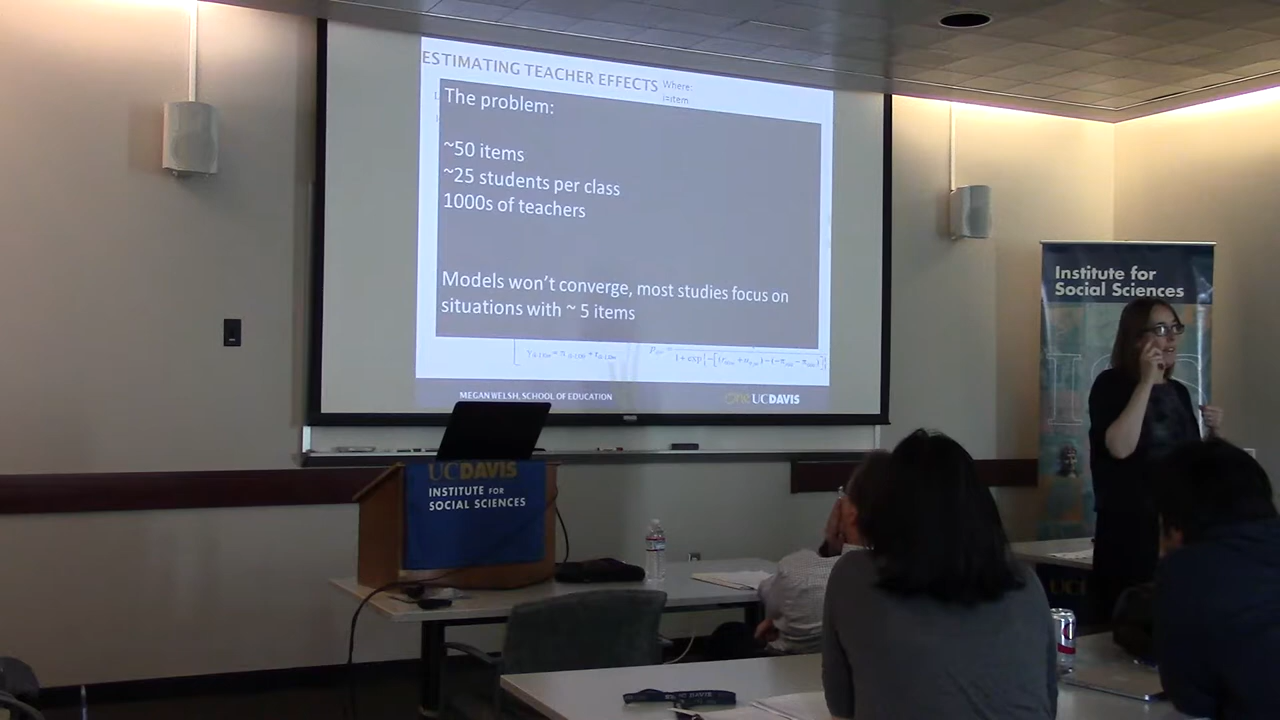 ESTIMATING TEACHER EFFECTS
Where:
i=item
The problem:
~50 items
~25 students per class
1000s of teachers
Models won't converge, most studies focus on
situations with ~ 5 items
MEGAN WELSH, SCHOOL OF EDUCATION
One UCDAVIS
Institute for
Social Sciences
UCDAVIS
INSTITUTE FOR
SOCIAL SCIENCES